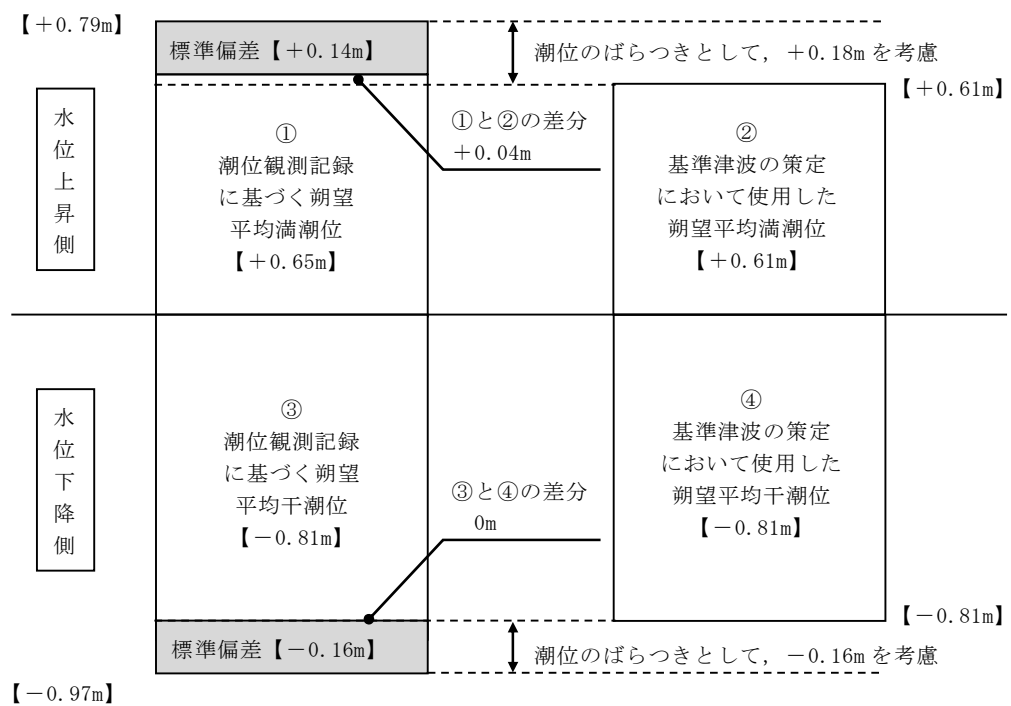 【＋0.79m】
標準偏差【＋0.14m】
潮位のばらつきとして，＋0.18m を考慮
【＋0.61m】
水位上昇側
①
潮位観測記録
に基づく朔望
平均満潮位
【＋0.65m】
①と②の差分
＋0.04m
②
基準津波の策定
において使用した
朔望平均満潮位
【＋0.61m】
水位下降側
③
潮位観測記録
に基づく朔望
平均干潮位
【－0.81m】
③と④の差分
0m
④
基準津波の策定
において使用した
朔望平均干潮位
【－0.81m】
【－0.81m】
標準偏差【－0.16m】
潮位のばらつきとして，－0.16m を考慮
【－0.97m】